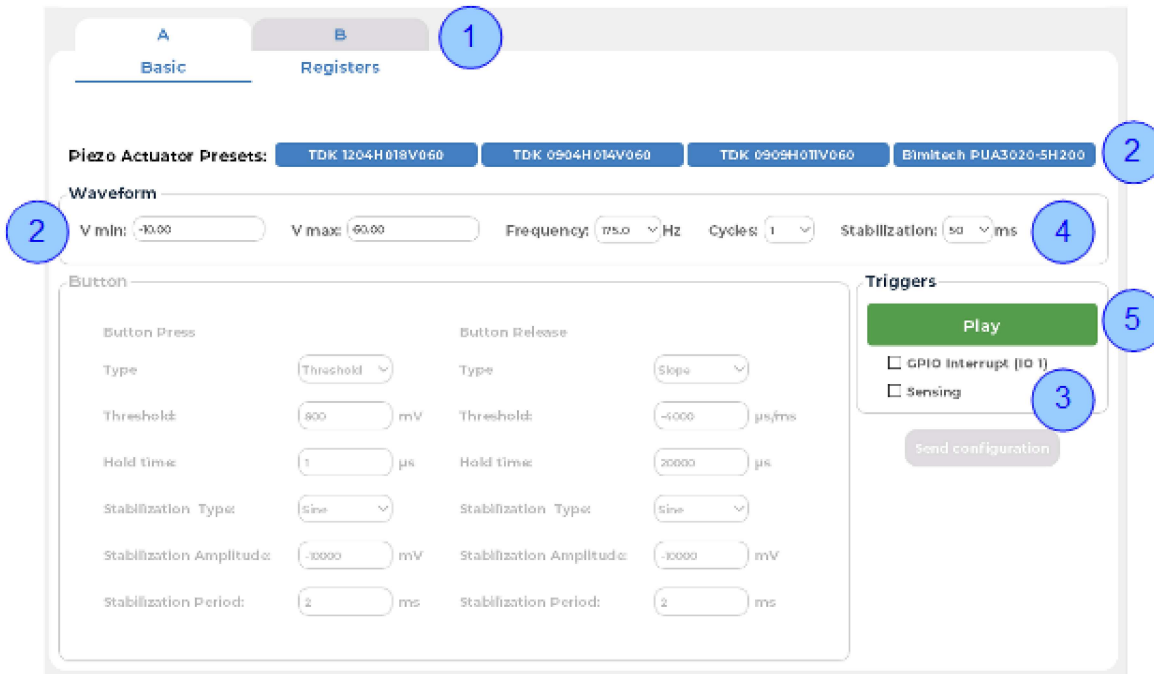 A B 1
Basic Registers
Piezo Actuator Presets: TDK 1204H018V060 TDK 0904H014V060 TDK 0909H011V060 Bimitech PUA3020-5H200 2
Waveform
2 V min: -10.00 V max: 60.00 Frequency: 175.0 Hz Cycles: 1 Stabilization: 50 ms 4
Button Triggers
Play 5
Button Press Button Release
GPIO Interrupt (IO 1)
Type Threshold Type Slope
Sensing 3
Threshold: 800 mV Threshold: -4000 µs/ms
Send configuration
Hold time: 1 µs Hold time: 20000 µs
Stabilization Type: Sine Stabilization Type: Sine
Stabilization Amplitude: -10000 mV Stabilization Amplitude: -10000 mV
Stabilization Period: 2 ms Stabilization Period: 2 ms